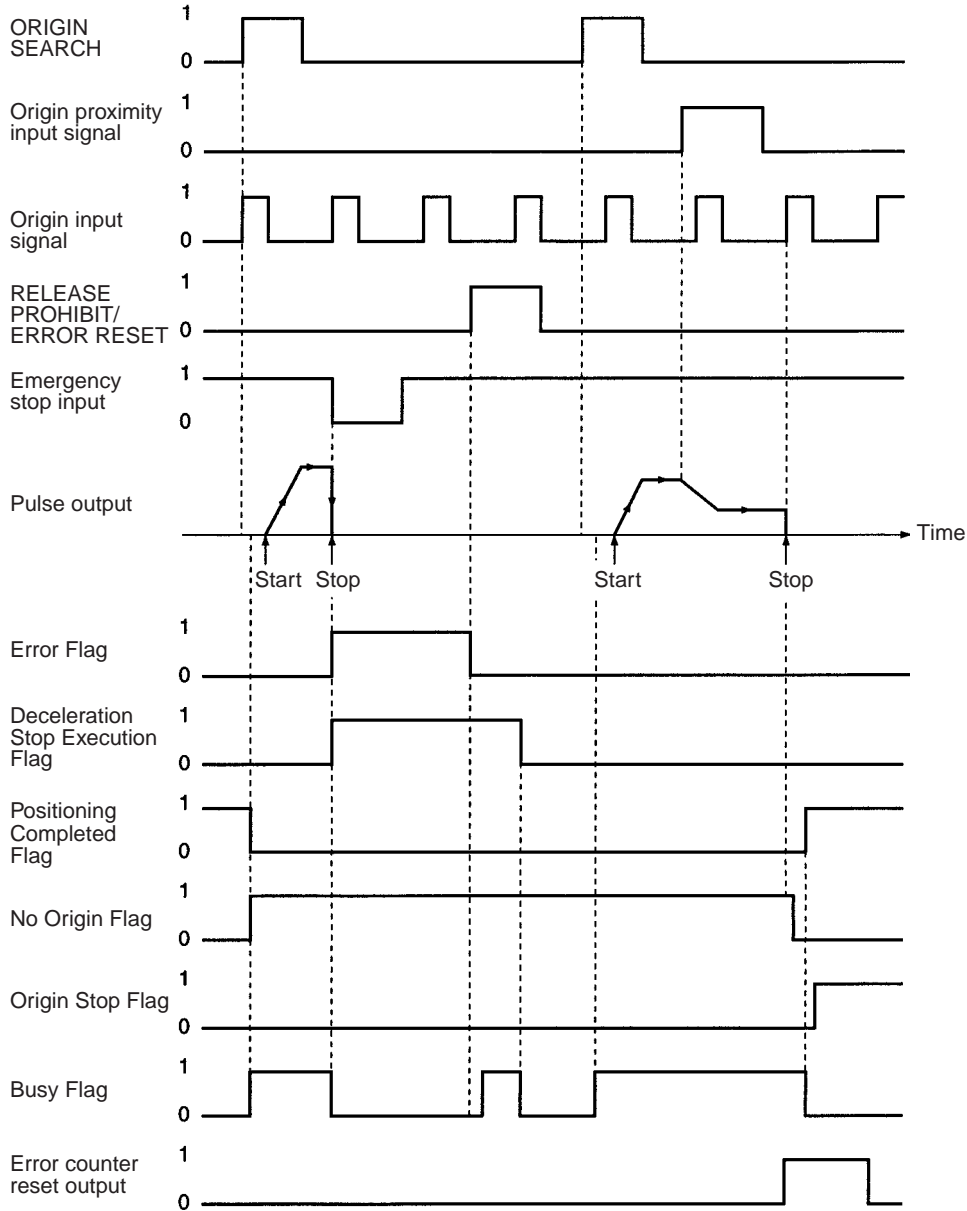 ORIGIN
SEARCH
1
0
Origin proximity
input signal
1
0
Origin input
signal
1
0
RELEASE
PROHIBIT/
ERROR RESET
1
0
Emergency
stop input
1
0
Pulse output
Time
Start Stop Start Stop
Error Flag
1
0
Deceleration
Stop Execution
Flag
1
0
Positioning
Completed
Flag
1
0
No Origin Flag
1
0
Origin Stop Flag
1
0
Busy Flag
1
0
Error counter
reset output
1
0